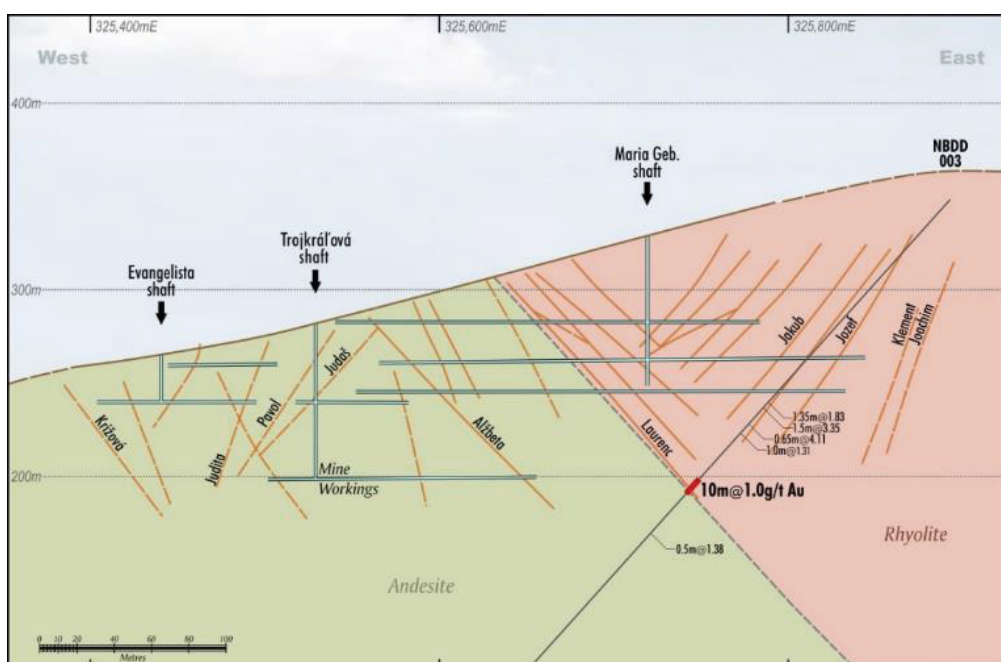 325,400mE
325,600mE
325,800mE
West
East
400m
NBDD
003
Maria Geb.
shaft
Trojkráľová
shaft
Evangelista
shaft
300m
Križová
Judita
Pavol
Judaš
Alžbeta
Laurenc
Jakub
Jozef
Klement
Joachim
1.35m@1.83
1.5m@3.35
0.65m@4.11
1.0m@1.31
200m
Mine
Workings
10m@1.0g/t Au
Rhyolite
0.5m@1.38
Andesite
0 10 20 40 60 80 100
Metres